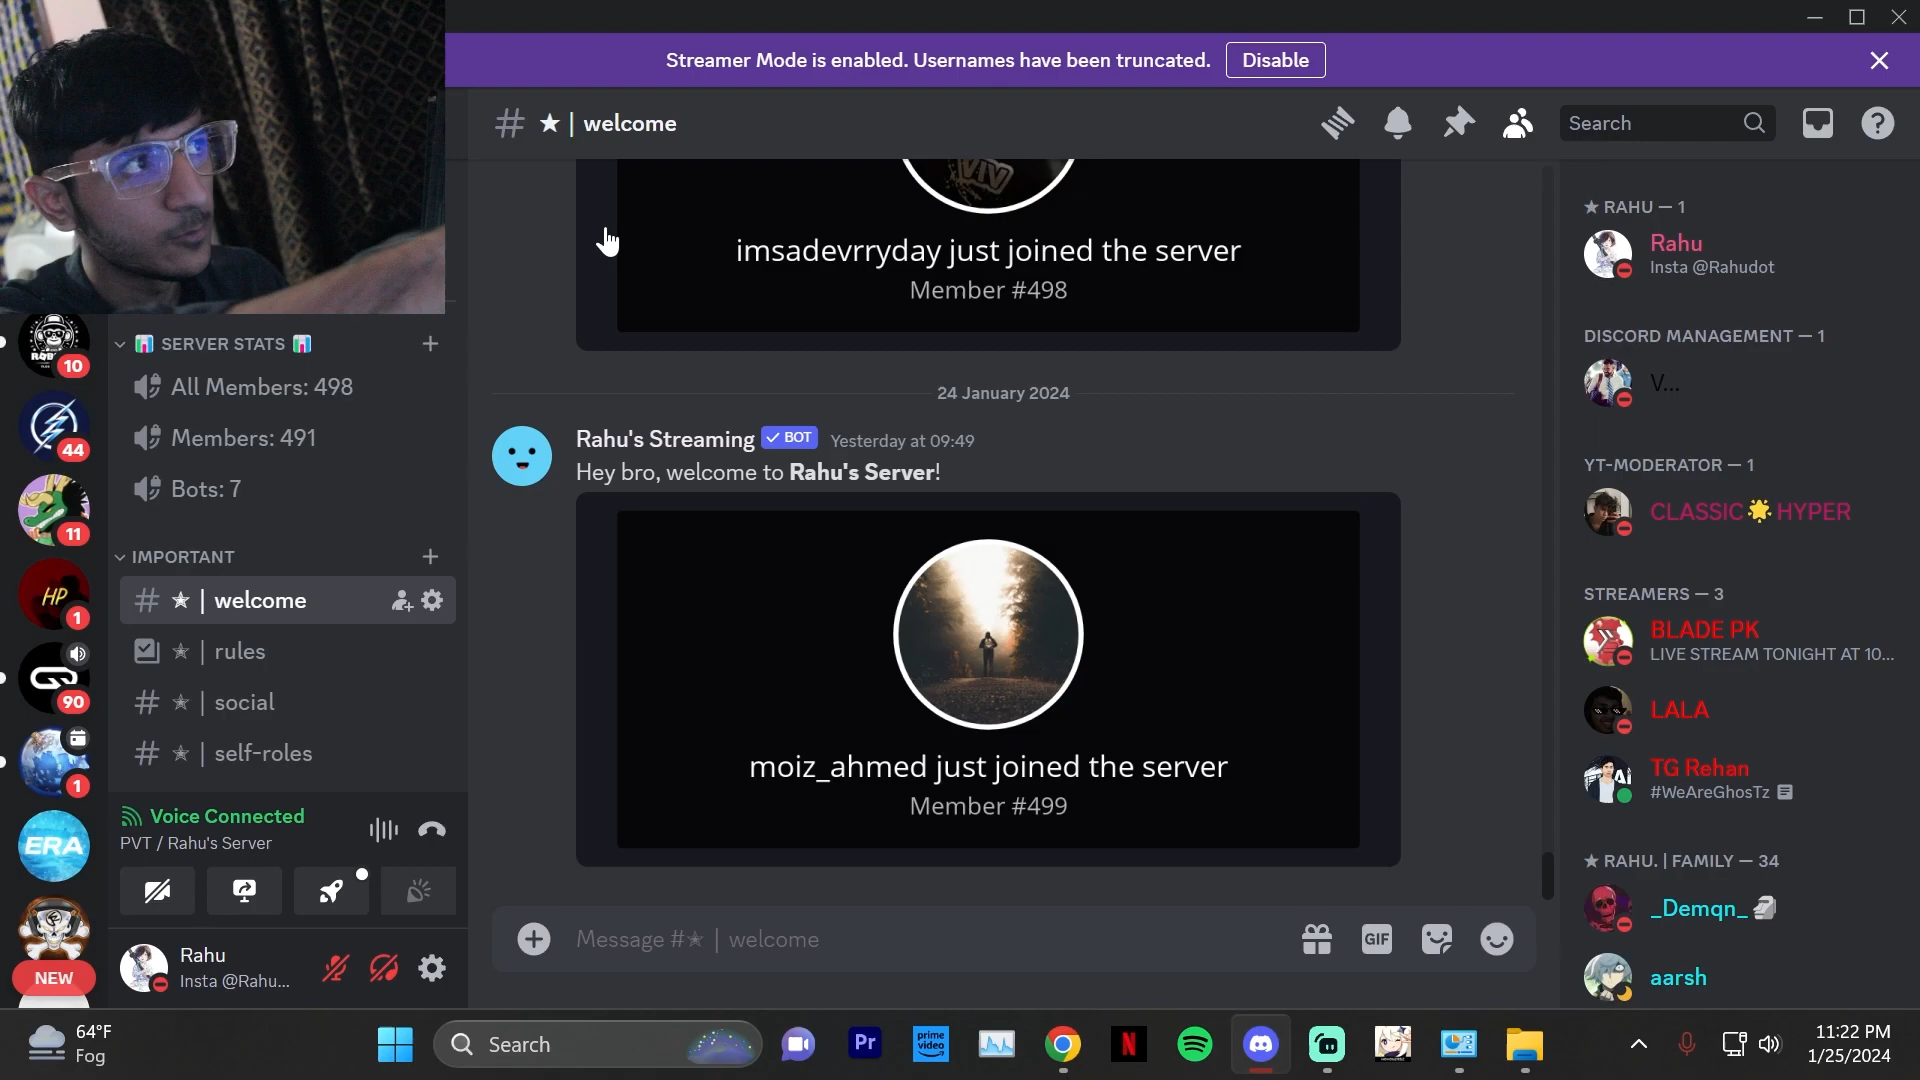 Streamer Mode is enabled. Usernames have been truncated.
Disable
# ★ | welcome
Search
VIV
imsadevrryday just joined the server
Member #498
24 January 2024
Rahu's Streaming
BOT
Yesterday at 09:49
Hey bro, welcome to Rahu's Server!
moiz_ahmed just joined the server
Member #499
Message #★ | welcome
GIF
10
44
11
HP
1
90
1
ERA
NEW
📊 SERVER STATS 📊
All Members: 498
Members: 491
Bots: 7
IMPORTANT
# ★ | welcome
★ | rules
# ★ | social
# ★ | self-roles
Voice Connected
PVT / Rahu's Server
Rahu
Insta @Rahu...
★ RAHU — 1
Rahu
Insta @Rahudot
DISCORD MANAGEMENT — 1
V...
YT-MODERATOR — 1
CLASSIC🌟HYPER
STREAMERS — 3
BLADE PK
LIVE STREAM TONIGHT AT 10...
LALA
TG Rehan
#WeAreGhosTz
★ RAHU. | FAMILY — 34
_Demqn_🗿
aarsh
64°F
Fog
Search
Pr
prime video
N
11:22 PM
1/25/2024